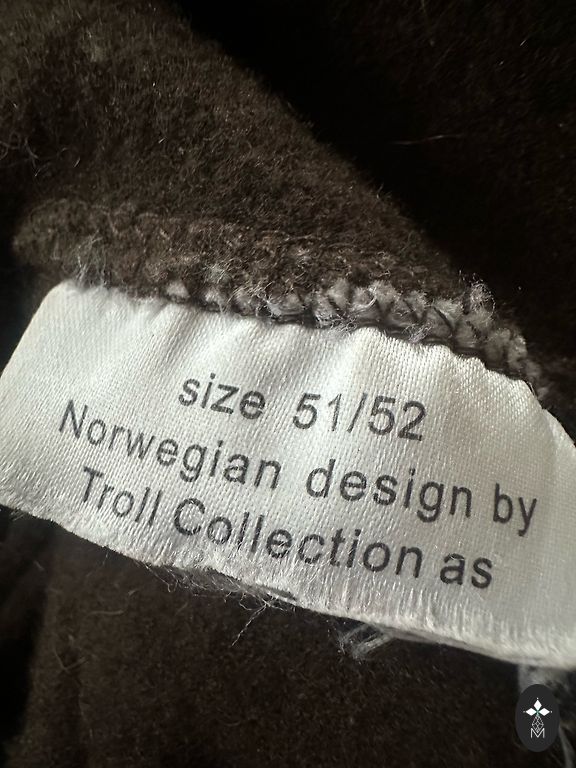 size 51/52
Norwegian design by
Troll Collection as
M